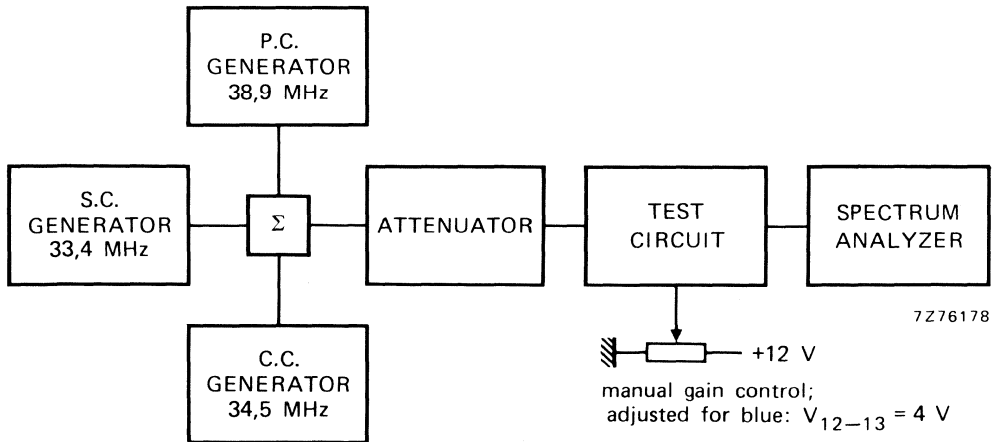 P.C.
GENERATOR
38,9 MHz
S.C.
GENERATOR
33,4 MHz
Σ
ATTENUATOR
TEST
CIRCUIT
SPECTRUM
ANALYZER
7Z76178
C.C.
GENERATOR
34,5 MHz
+12 V
manual gain control;
adjusted for blue: V12–13 = 4 V